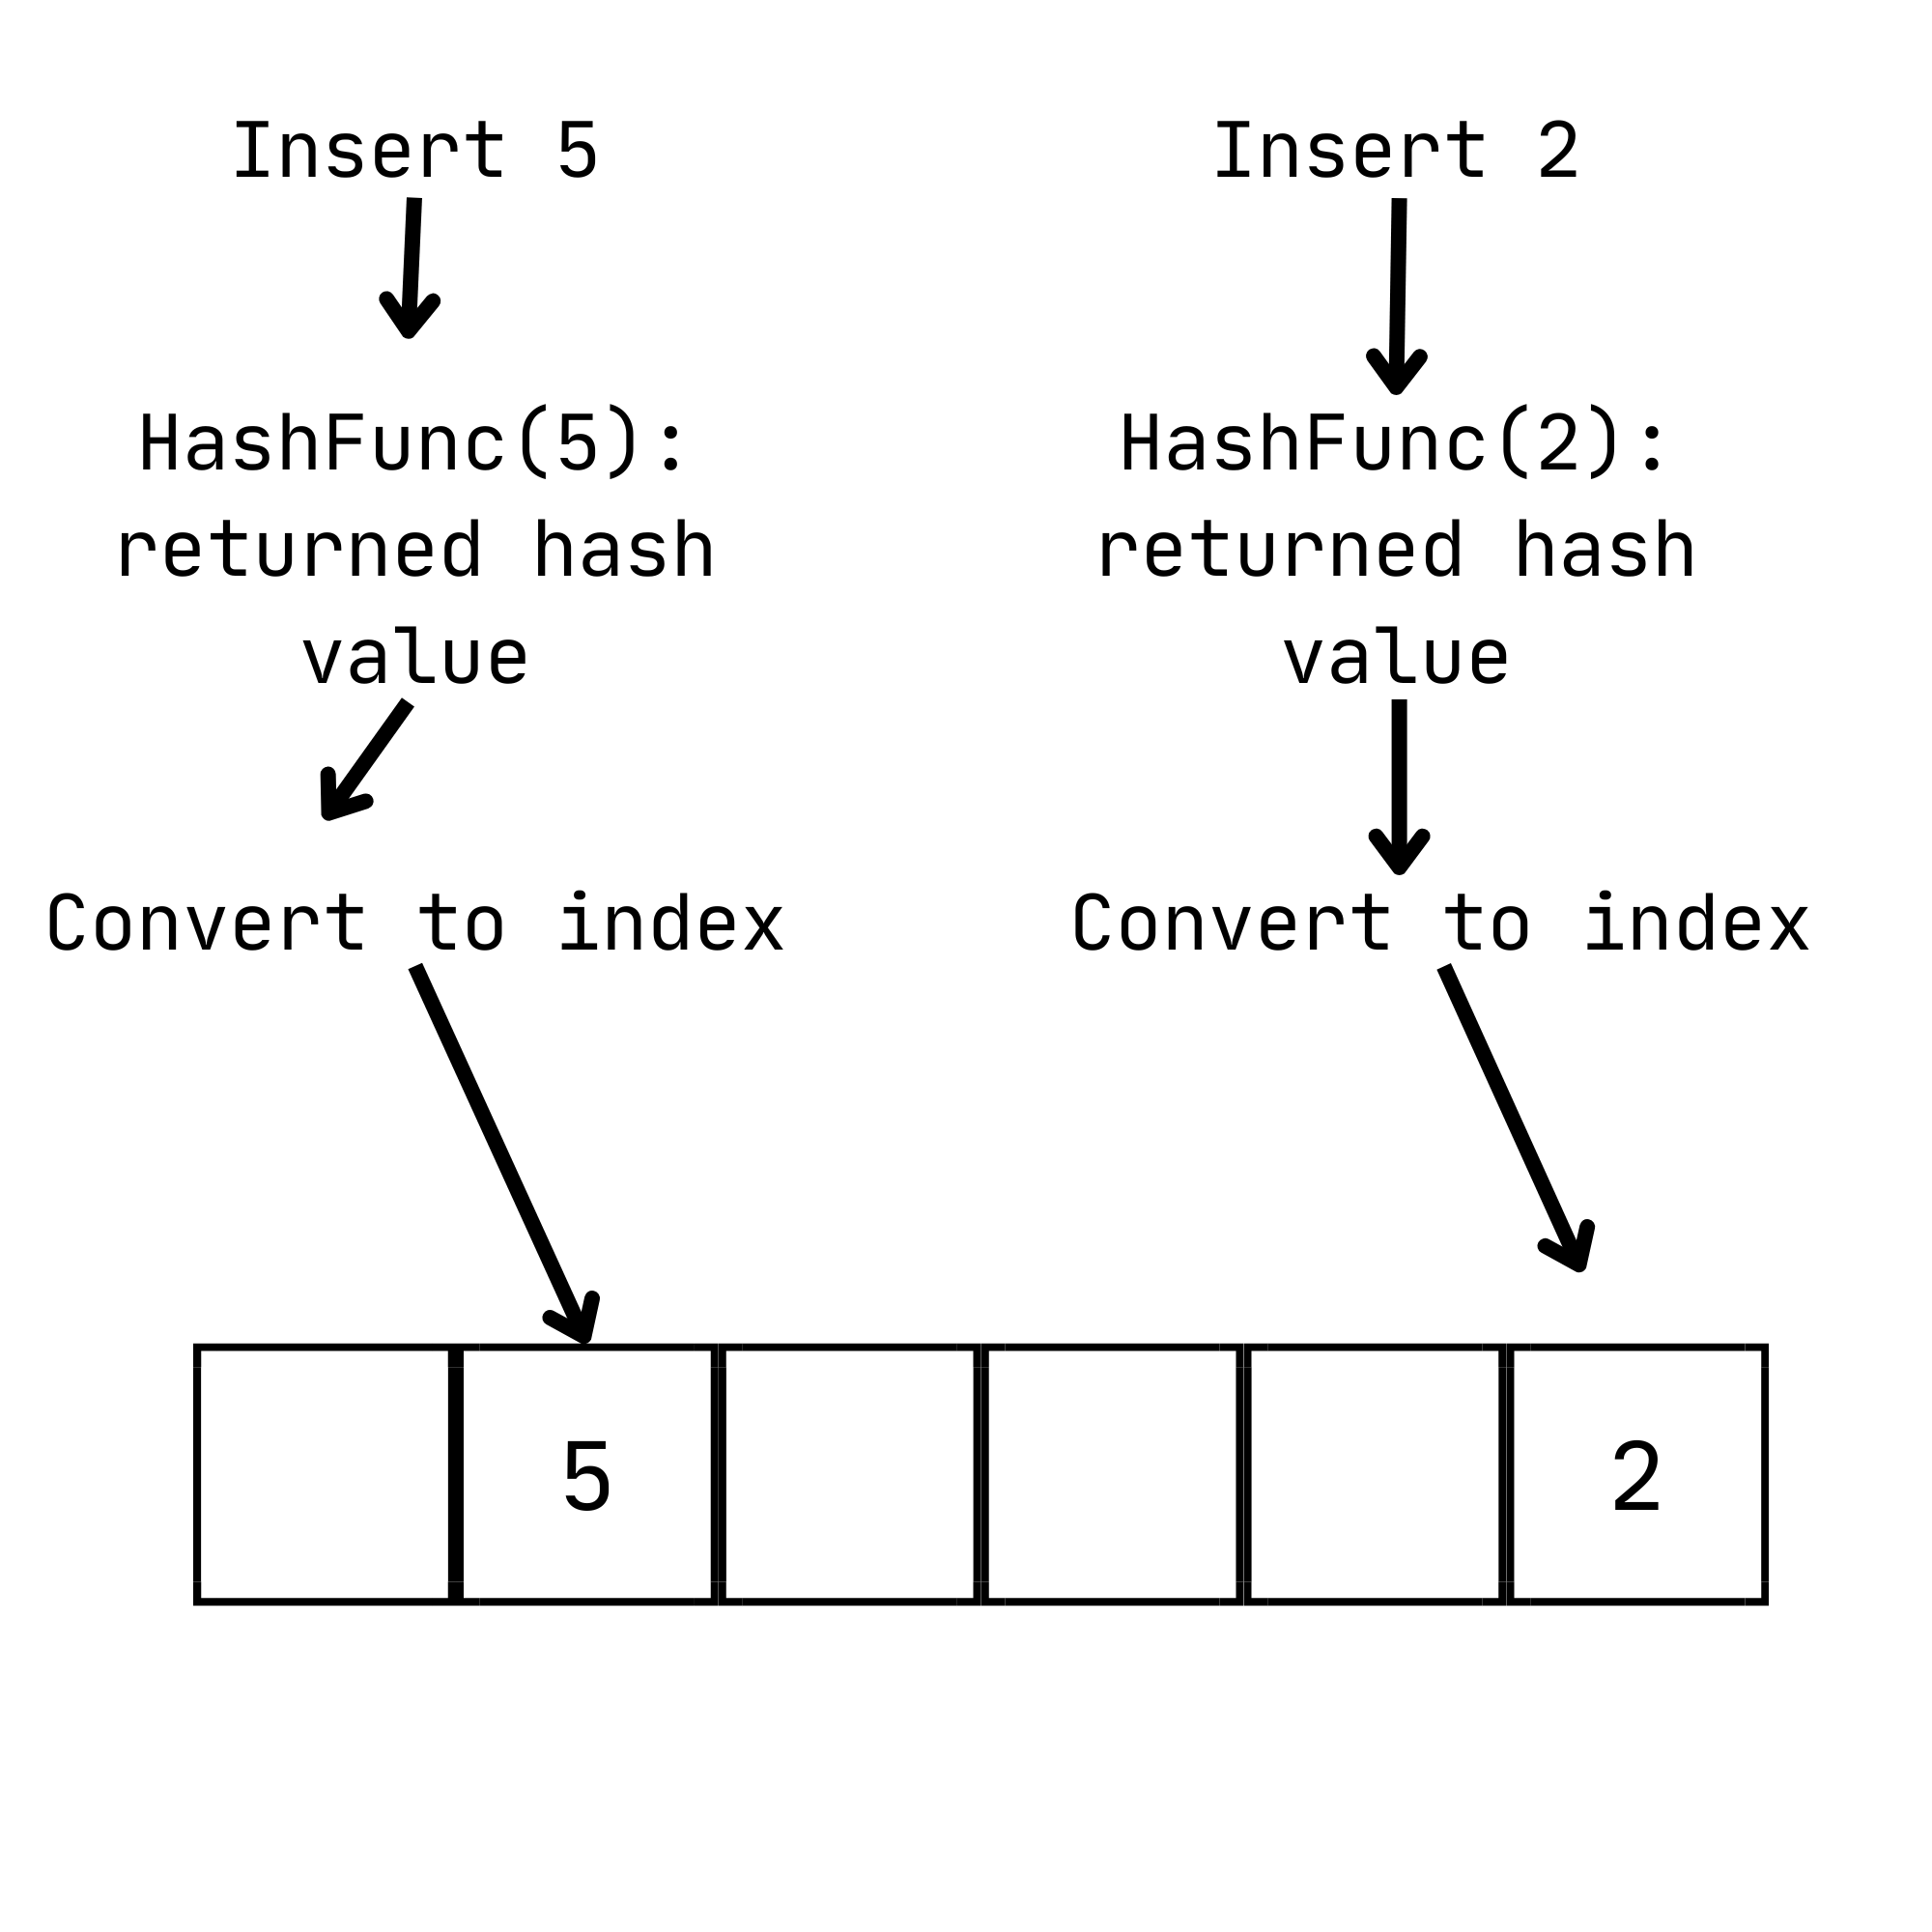 Insert 5
HashFunc(5):
returned hash
value
Convert to index
Insert 2
HashFunc(2):
returned hash
value
Convert to index
5
2